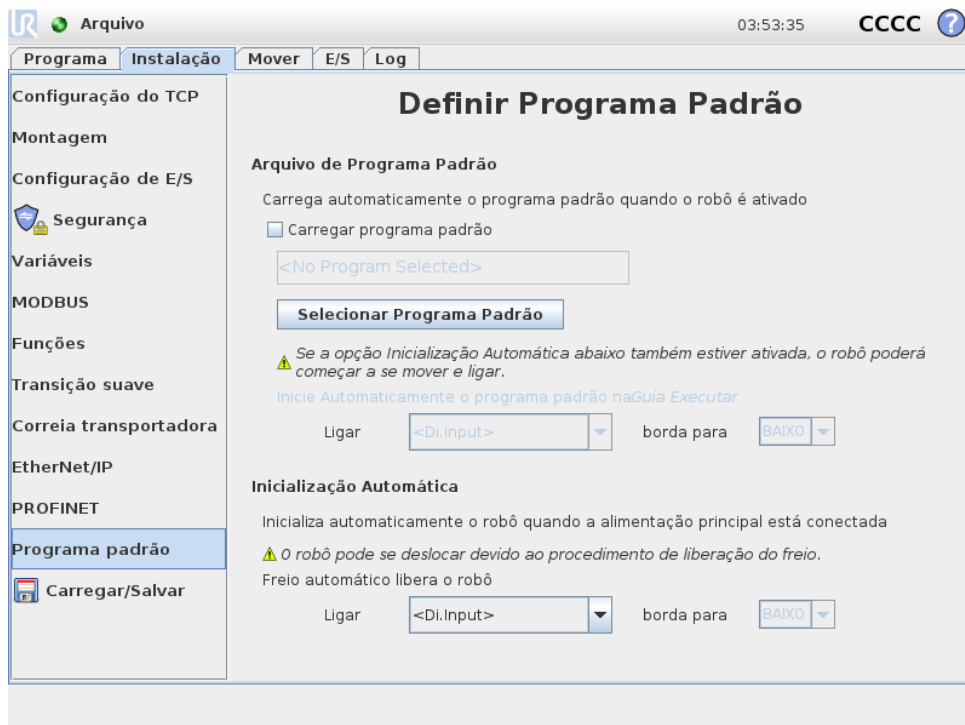 UR Arquivo 03:53:35 CCCC ?
Programa Instalação Mover E/S Log
Configuração do TCP
Montagem
Configuração de E/S
Segurança
Variáveis
MODBUS
Funções
Transição suave
Correia transportadora
EtherNet/IP
PROFINET
Programa padrão
Carregar/Salvar
Definir Programa Padrão
Arquivo de Programa Padrão
Carrega automaticamente o programa padrão quando o robô é ativado
Carregar programa padrão
<No Program Selected>
Selecionar Programa Padrão
Se a opção Inicialização Automática abaixo também estiver ativada, o robô poderá
começar a se mover e ligar.
Inicie Automaticamente o programa padrão naGuia Executar
Ligar <Di.Input> borda para BAIXO
Inicialização Automática
Inicializa automaticamente o robô quando a alimentação principal está conectada
O robô pode se deslocar devido ao procedimento de liberação do freio.
Freio automático libera o robô
Ligar <Di.Input> borda para BAIXO